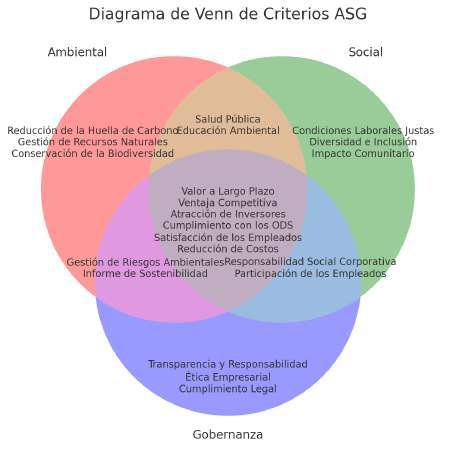 Diagrama de Venn de Criterios ASG
Ambiental
Social
Salud Pública
Educación Ambiental
Reducción de la Huella de Carbono
Gestión de Recursos Naturales
Conservación de la Biodiversidad
Condiciones Laborales Justas
Diversidad e Inclusión
Impacto Comunitario
Valor a Largo Plazo
Ventaja Competitiva
Atracción de Inversores
Cumplimiento con los ODS
Satisfacción de los Empleados
Reducción de Costos
Gestión de Riesgos Ambientales
Informe de Sostenibilidad
Responsabilidad Social Corporativa
Participación de los Empleados
Transparencia y Responsabilidad
Ética Empresarial
Cumplimiento Legal
Gobernanza